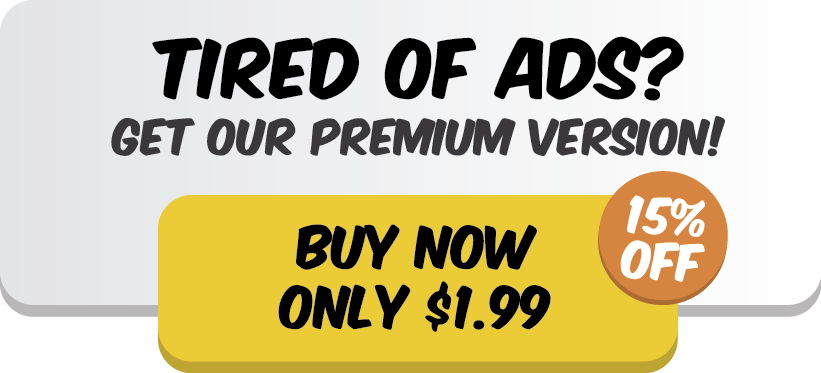 TIRED OF ADS?
GET OUR PREMIUM VERSION!
15%
OFF
BUY NOW
ONLY $1.99